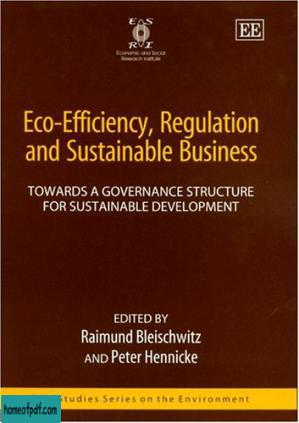 E S
R I
Economic and Social
Research Institute
EE
Eco-Efficiency, Regulation
and Sustainable Business
TOWARDS A GOVERNANCE STRUCTURE
FOR SUSTAINABLE DEVELOPMENT
EDITED BY
Raimund Bleischwitz
AND Peter Hennicke
Studies Series on the Environment
homeofpdf.com